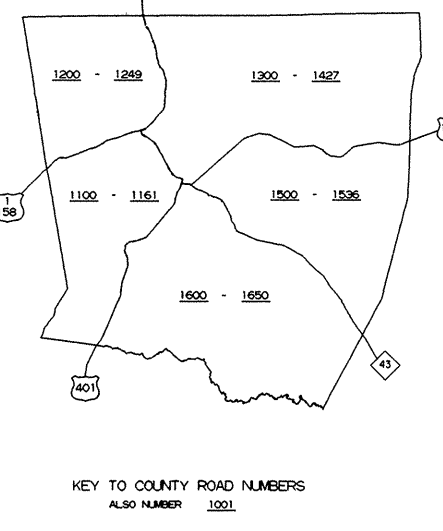 1200 - 1249
1300 - 1427
1
58
1100 - 1161
1500 - 1536
1600 - 1650
43
401
KEY TO COUNTY ROAD NUMBERS
ALSO NUMBER 1001